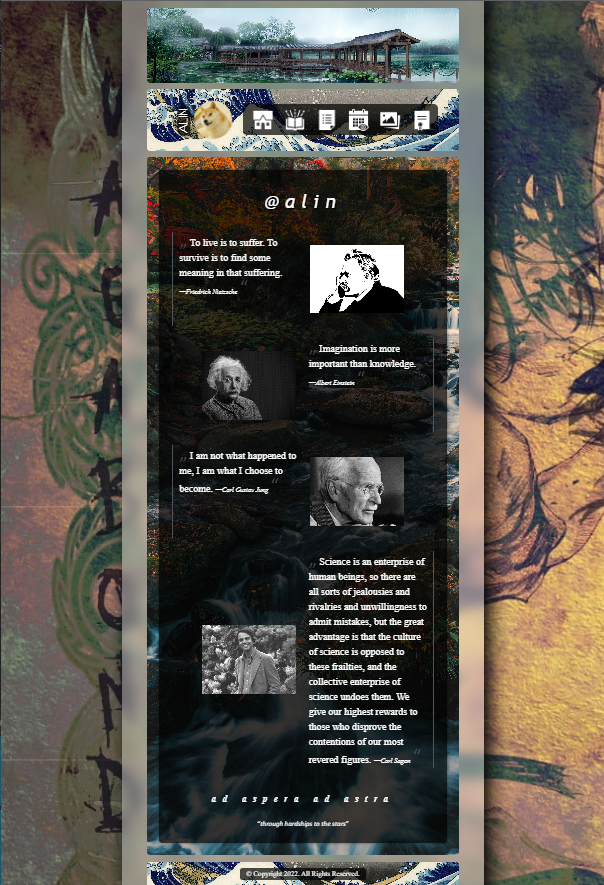 ALIN
@alin
„ To live is to suffer. To
survive is to find some
meaning in that suffering. “
—Friedrich Nietzsche
„ Imagination is more
important than knowledge. “
—Albert Einstein
„ I am not what happened to
me, I am what I choose to
become. —Carl Gustav Jung “
„ Science is an enterprise of
human beings, so there are
all sorts of jealousies and
rivalries and unwillingness to
admit mistakes, but the great
advantage is that the culture
of science is opposed to
these frailties, and the
collective enterprise of
science undoes them. We
give our highest rewards to
those who disprove the
contentions of our most
revered figures. —Carl Sagan “
ad aspera ad astra
"through hardships to the stars"
© Copyright 2022. All Rights Reserved.